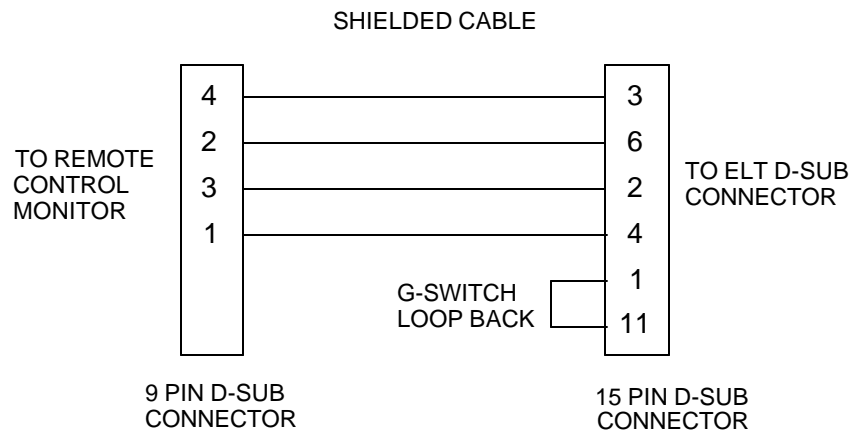 SHIELDED CABLE
4
3
2
6
TO REMOTE
CONTROL
MONITOR
3
2
TO ELT D-SUB
CONNECTOR
1
4
1
G-SWITCH
LOOP BACK
11
9 PIN D-SUB
CONNECTOR
15 PIN D-SUB
CONNECTOR